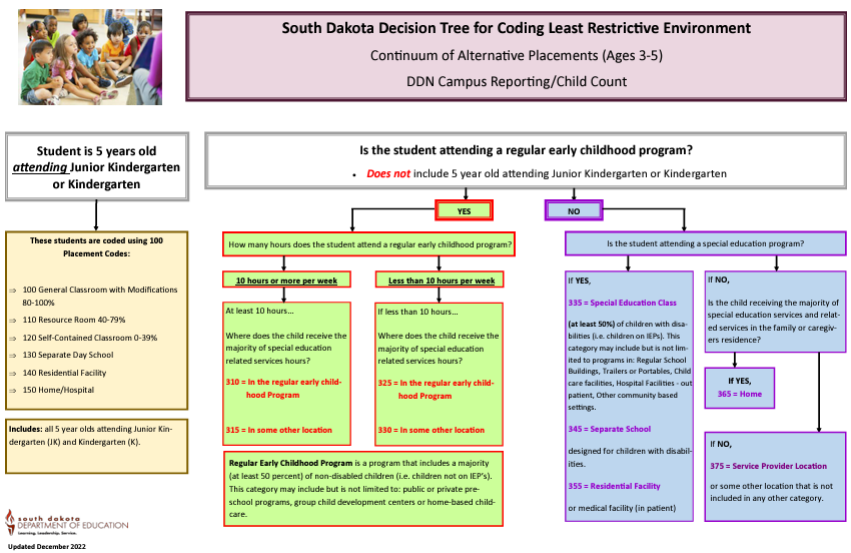 South Dakota Decision Tree for Coding Least Restrictive Environment
Continuum of Alternative Placements (Ages 3-5)
DDN Campus Reporting/Child Count
Student is 5 years old
attending Junior Kindergarten
or Kindergarten
These students are coded using 100
Placement Codes:
⇒ 100 General Classroom with Modifications
80-100%
⇒ 110 Resource Room 40-79%
⇒ 120 Self-Contained Classroom 0-39%
⇒ 130 Separate Day School
⇒ 140 Residential Facility
⇒ 150 Home/Hospital
Includes: all 5 year olds attending Junior Kin-
dergarten (JK) and Kindergarten (K).
Is the student attending a regular early childhood program?
• Does not include 5 year old attending Junior Kindergarten or Kindergarten
YES
NO
How many hours does the student attend a regular early childhood program?
10 hours or more per week
Less than 10 hours per week
At least 10 hours...
Where does the child receive the
majority of special education
related services hours?
310 = In the regular early child-
hood Program
315 = In some other location
If less than 10 hours...
Where does the child receive the
majority of special education
related services hours?
325 = In the regular early child-
hood Program
330 = In some other location
Regular Early Childhood Program is a program that includes a majority
(at least 50 percent) of non-disabled children (i.e. children not on IEP's).
This category may include but is not limited to: public or private pre-
school programs, group child development centers or home-based child-
care.
Is the student attending a special education program?
If YES,
335 = Special Education Class
(at least 50%) of children with disa-
bilities (i.e. children on IEPs). This
category may include but is not lim-
ited to programs in: Regular School
Buildings, Trailers or Portables, Child
care facilities, Hospital Facilities - out
patient, Other community based
settings.
345 = Separate School
designed for children with disabil-
ities.
355 = Residential Facility
or medical facility (in patient)
If NO,
Is the child receiving the majority of
special education services and relat-
ed services in the family or caregiv-
ers residence?
If YES,
365 = Home
If NO,
375 = Service Provider Location
or some other location that is not
included in any other category.
south dakota
DEPARTMENT OF EDUCATION
Learning. Leadership. Service.
Updated December 2022